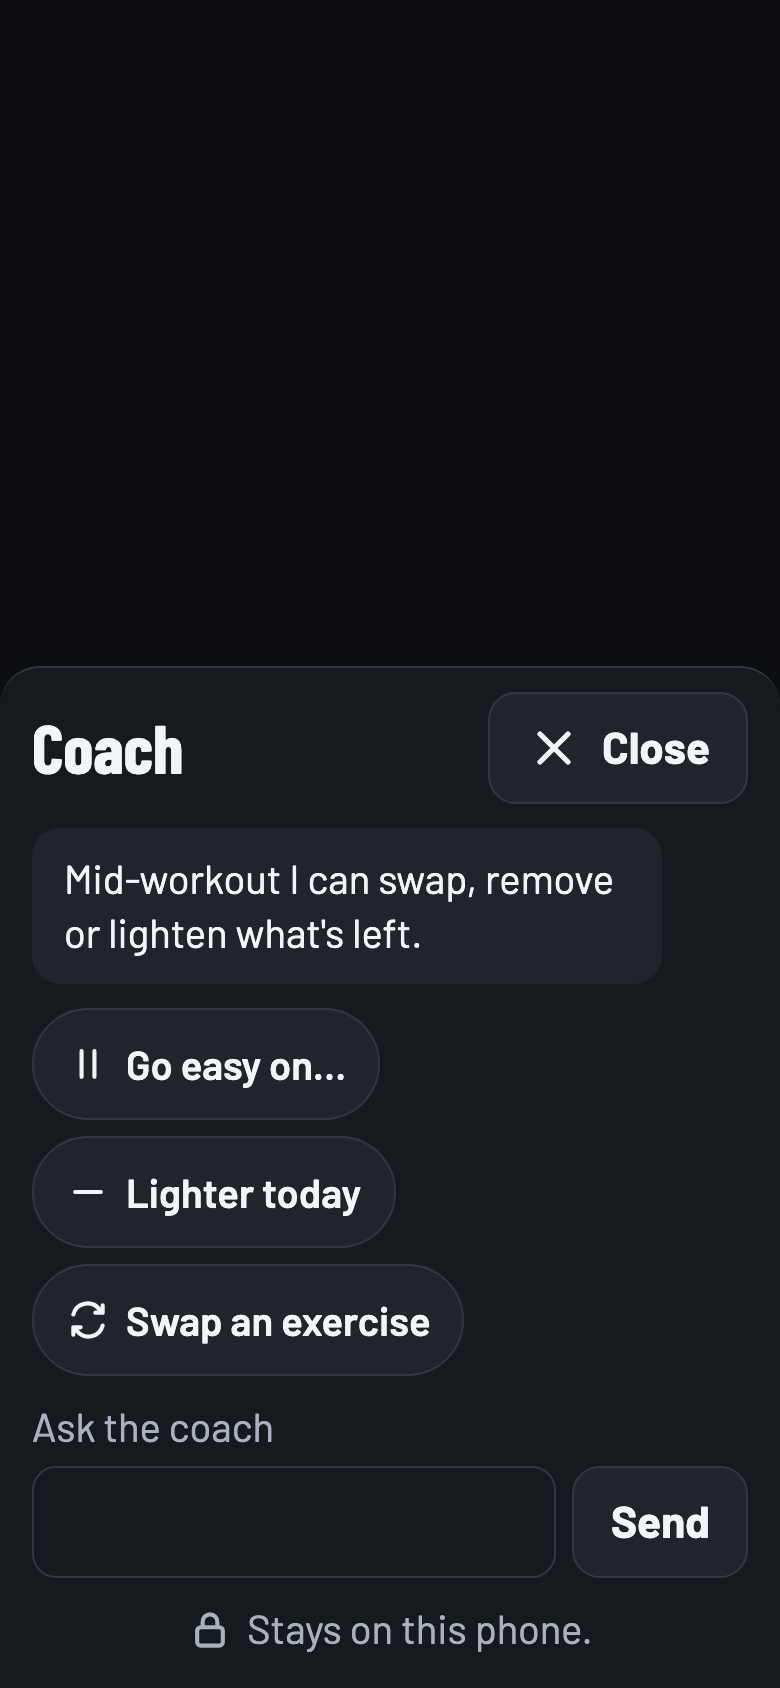 Coach
Close
Mid-workout I can swap, remove
or lighten what's left.
Go easy on...
Lighter today
Swap an exercise
Ask the coach
Send
Stays on this phone.